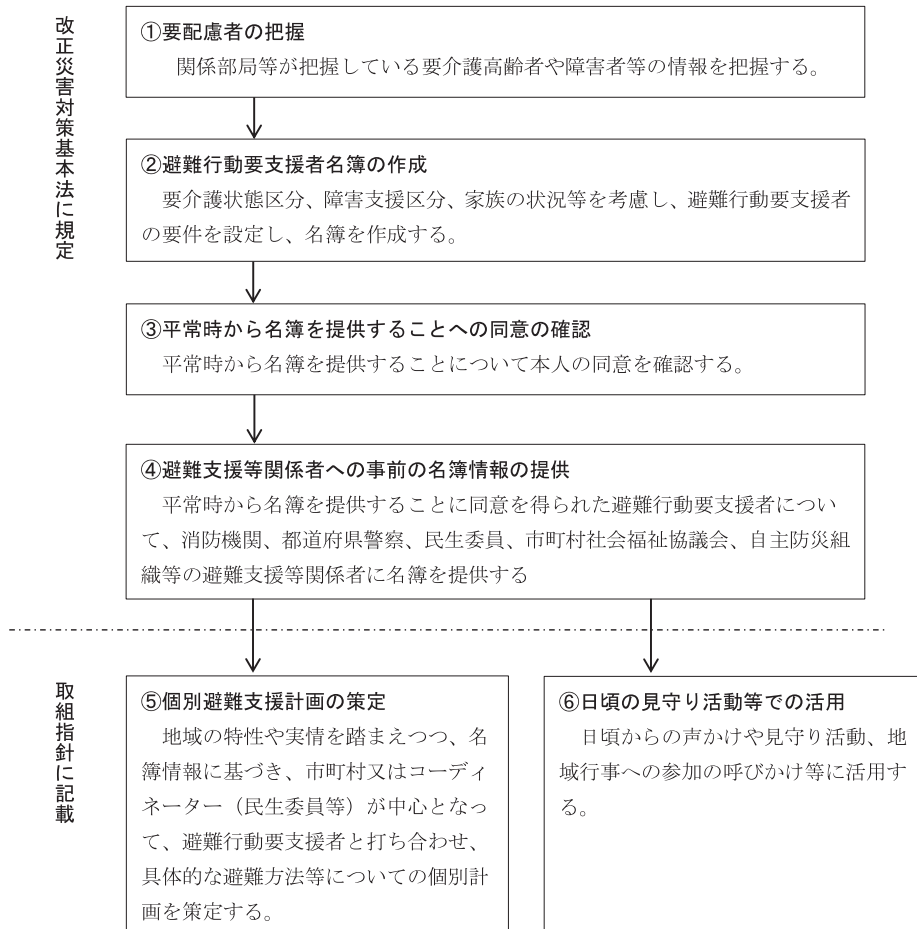 改正災害対策基本法に規定
①要配慮者の把握
関係部局等が把握している要介護高齢者や障害者等の情報を把握する。
②避難行動要支援者名簿の作成
要介護状態区分、障害支援区分、家族の状況等を考慮し、避難行動要支援者
の要件を設定し、名簿を作成する。
③平常時から名簿を提供することへの同意の確認
平常時から名簿を提供することについて本人の同意を確認する。
④避難支援等関係者への事前の名簿情報の提供
平常時から名簿を提供することに同意を得られた避難行動要支援者につい
て、消防機関、都道府県警察、民生委員、市町村社会福祉協議会、自主防災組
織等の避難支援等関係者に名簿を提供する
取組指針に記載
⑤個別避難支援計画の策定
地域の特性や実情を踏まえつつ、名
簿情報に基づき、市町村又はコーディ
ネーター（民生委員等）が中心となっ
て、避難行動要支援者と打ち合わせ、
具体的な避難方法等についての個別計
画を策定する。
⑥日頃の見守り活動等での活用
日頃からの声かけや見守り活動、地
域行事への参加の呼びかけ等に活用す
る。